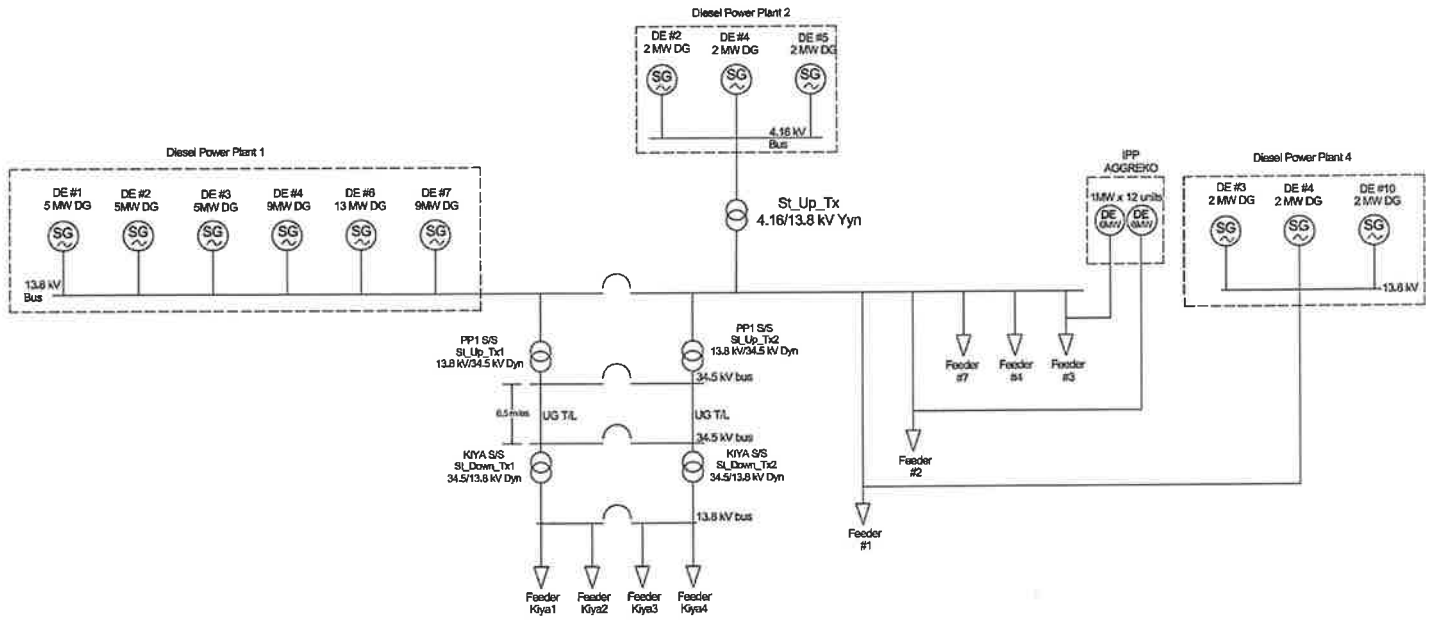 Diesel Power Plant 2
DE #2
2 MW DG
DE #4
2 MW DG
DE #5
2 MW DG
SG
SG
SG
4.16 kV
Bus
Diesel Power Plant 1
DE #1
5 MW DG
DE #2
5MW DG
DE #3
5MW DG
DE #4
9MW DG
DE #6
13 MW DG
DE #7
9MW DG
SG
SG
SG
SG
SG
SG
13.8 kV
Bus
St_Up_Tx
4.16/13.8 kV Yyn
IPP
AGGREKO
1MW x 12 units
DE
6MW
DE
6MW
Diesel Power Plant 4
DE #3
2 MW DG
DE #4
2 MW DG
DE #10
2 MW DG
SG
SG
SG
13.8 kV
PP1 S/S
St_Up_Tx1
13.8 kV/34.5 kV Dyn
PP1 S/S
St_Up_Tx2
13.8 kV/34.5 kV Dyn
34.5 kV bus
6.5 miles
UG T/L
UG T/L
34.5 kV bus
KIYA S/S
St_Down_Tx1
34.5/13.8 kV Dyn
KIYA S/S
St_Down_Tx2
34.5/13.8 kV Dyn
13.8 kV bus
Feeder
#7
Feeder
#4
Feeder
#3
Feeder
#2
Feeder
#1
Feeder
Kiya1
Feeder
Kiya2
Feeder
Kiya3
Feeder
Kiya4